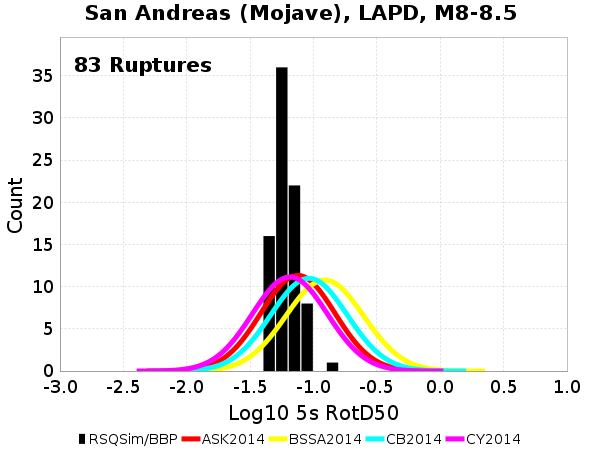 San Andreas (Mojave), LAPD, M8-8.5
83 Ruptures
Count
35
30
25
20
15
10
5
0
-3.0 -2.5 -2.0 -1.5 -1.0 -0.5 0.0 0.5 1.0
Log10 5s RotD50
RSQSim/BBP ASK2014 BSSA2014 CB2014 CY2014